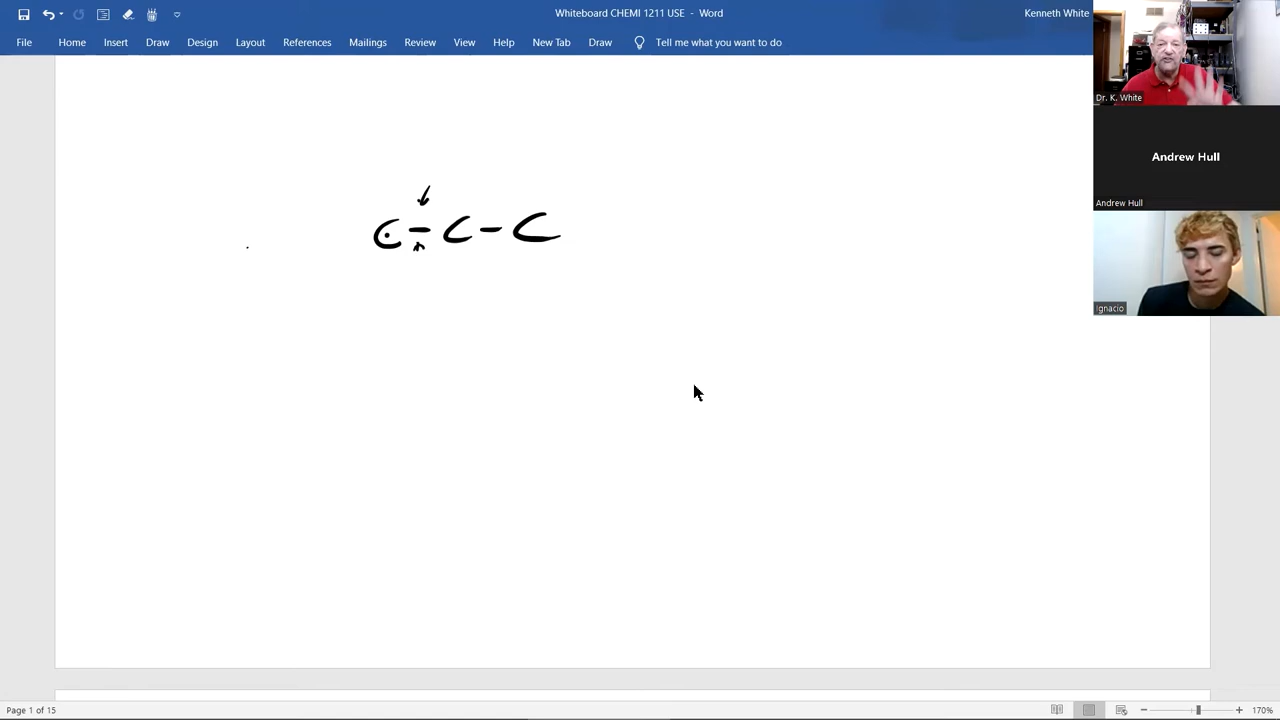 Whiteboard CHEMI 1211 USE - Word
Kenneth White
File Home Insert Draw Design Layout References Mailings Review View Help New Tab Draw Tell me what you want to do
Dr. K. White
Andrew Hull
Andrew Hull
Ignacio
C - C - C
Page 1 of 15
170%